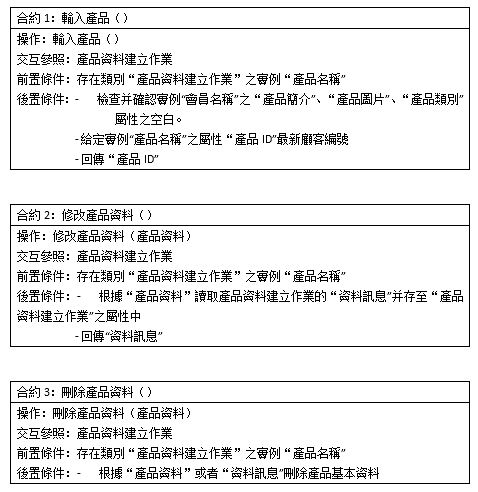 合約 1：輸入產品（）
操作：輸入產品（）
交互參照：產品資料建立作業
前置條件：存在類別“產品資料建立作業”之實例“產品名稱”
後置條件：- 檢查并確認實例“會員名稱”之“產品簡介”、“產品圖片”、“產品類別”
屬性之空白。
-給定實例“產品名稱”之屬性“產品 ID”最新顧客編號
-回傳“產品 ID”
合約 2：修改產品資料（）
操作：修改產品資料（產品資料）
交互參照：產品資料建立作業
前置條件：存在類別“產品資料建立作業”之實例“產品名稱”
後置條件：- 根據“產品資料”讀取產品資料建立作業的“資料訊息”并存至“產品
資料建立作業”之屬性中
-回傳“資料訊息”
合約 3：刪除產品資料（）
操作：刪除產品資料（產品資料）
交互參照：產品資料建立作業
前置條件：存在類別“產品資料建立作業”之實例“產品名稱”
後置條件：- 根據“產品資料”或者“資料訊息”刪除產品基本資料